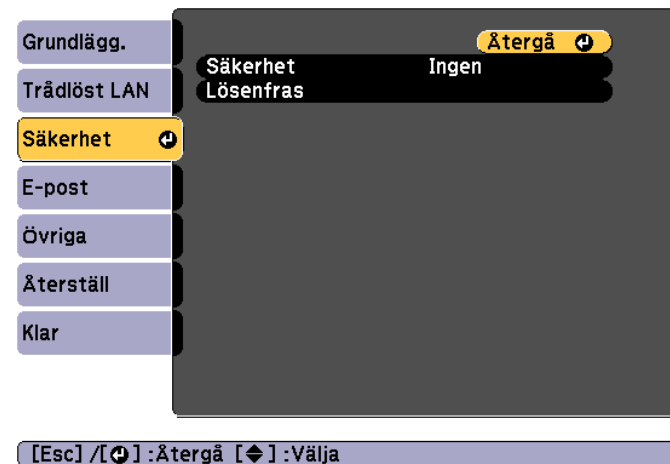 Grundlägg.
Trådlöst LAN
Säkerhet
E-post
Övriga
Återställ
Klar
Återgå
Säkerhet Ingen
Lösenfras
[Esc] /[ ] :Återgå [ ] :Välja